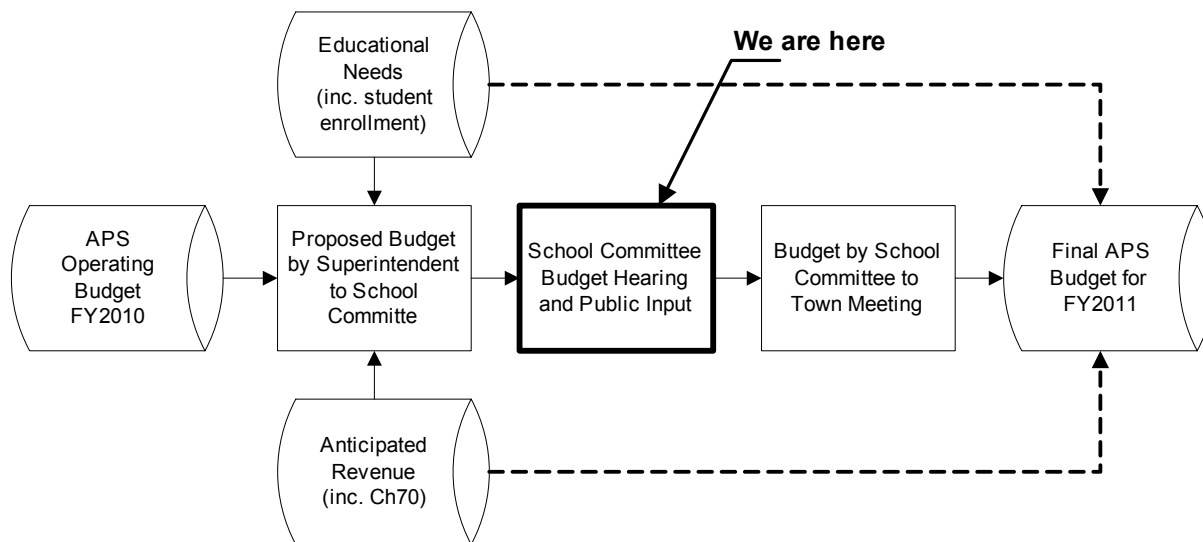 We are here
Educational
Needs
(inc. student
enrollment)
APS
Operating
Budget
FY2010
Proposed Budget
by Superintendent
to School
Committe
School Committee
Budget Hearing
and Public Input
Budget by School
Committee to
Town Meeting
Final APS
Budget for
FY2011
Anticipated
Revenue
(inc. Ch70)